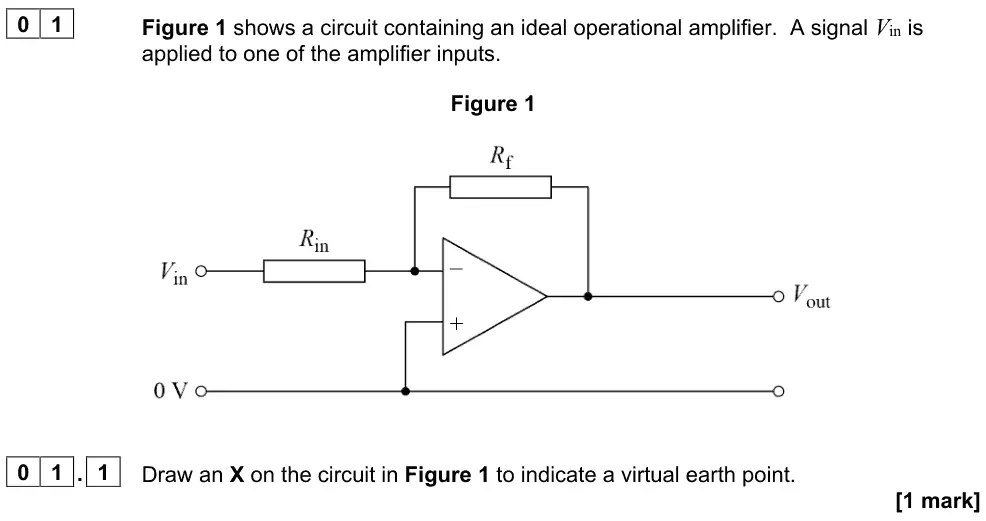 0 1
Figure 1 shows a circuit containing an ideal operational amplifier. A signal Vin is
applied to one of the amplifier inputs.
Figure 1
Rf
Rin
Vin
−
Vout
+
0 V
0 1 . 1 Draw an X on the circuit in Figure 1 to indicate a virtual earth point.
[1 mark]